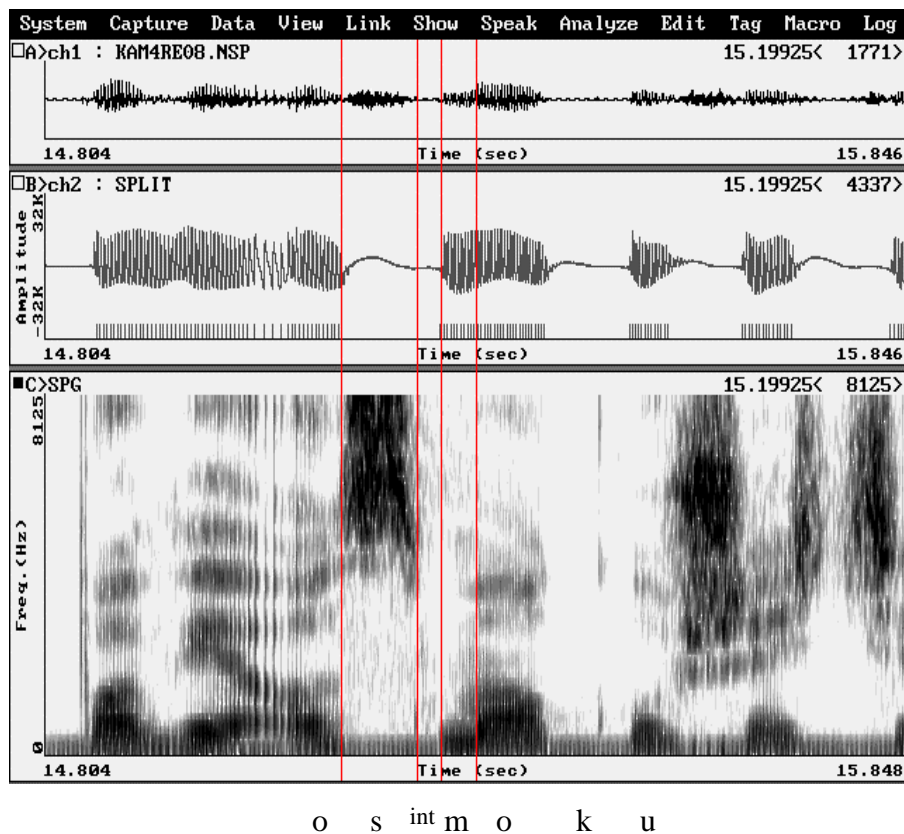 System Capture Data View Link Show Speak Analyze Edit Tag Macro Log
□A>ch1 : KAM4RE08.NSP 15.19925< 1771>
14.804 Time (sec) 15.846
□B>ch2 : SPLIT 15.19925< 4337>
Amplitude
-32K 32K
14.804 Time (sec) 15.846
■C>SPG 15.19925< 8125>
Freq.(Hz)
0 8125
14.804 Time (sec) 15.848
o s int m o k u